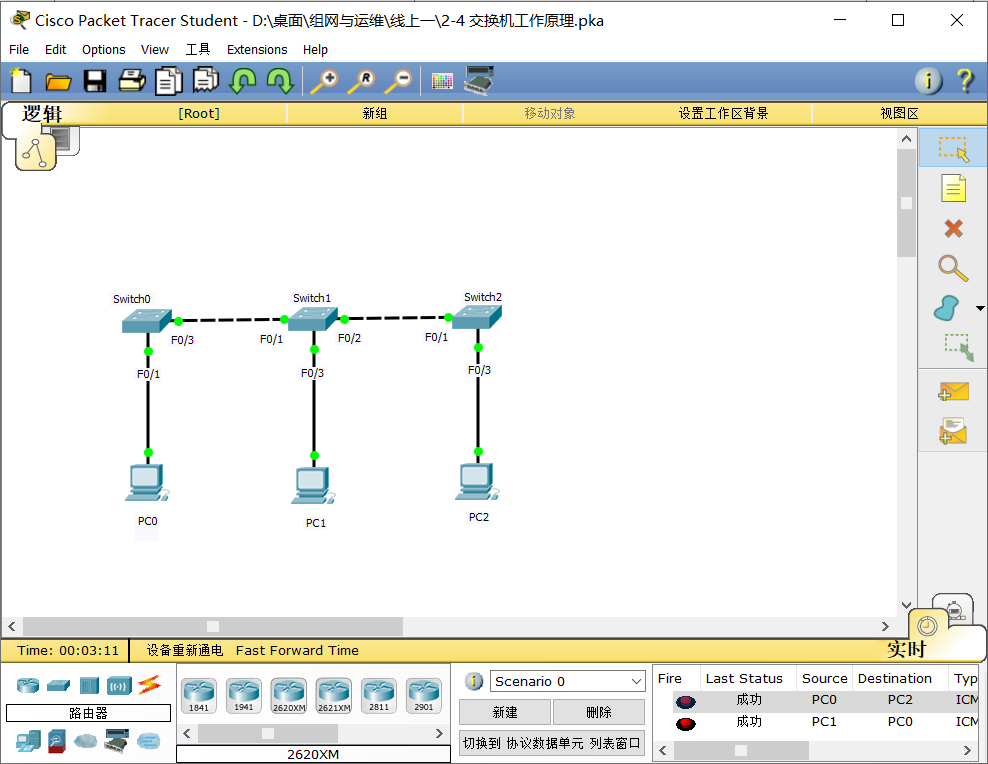 Cisco Packet Tracer Student - D:\桌面\组网与运维\线上一\2-4 交换机工作原理.pka
File Edit Options View 工具 Extensions Help
逻辑 [Root] 新组 移动对象 设置工作区背景 视图区
Switch0 Switch1 Switch2
F0/3 F0/1 F0/2 F0/1
F0/1 F0/3 F0/3
PC0 PC1 PC2
Time: 00:03:11 设备重新通电 Fast Forward Time 实时
路由器
1841 1941 2620XM 2621XM 2811 2901
2620XM
Scenario 0
新建 删除
切换到 协议数据单元 列表窗口
Fire Last Status Source Destination Typ
成功 PC0 PC2 ICM
成功 PC1 PC0 ICM